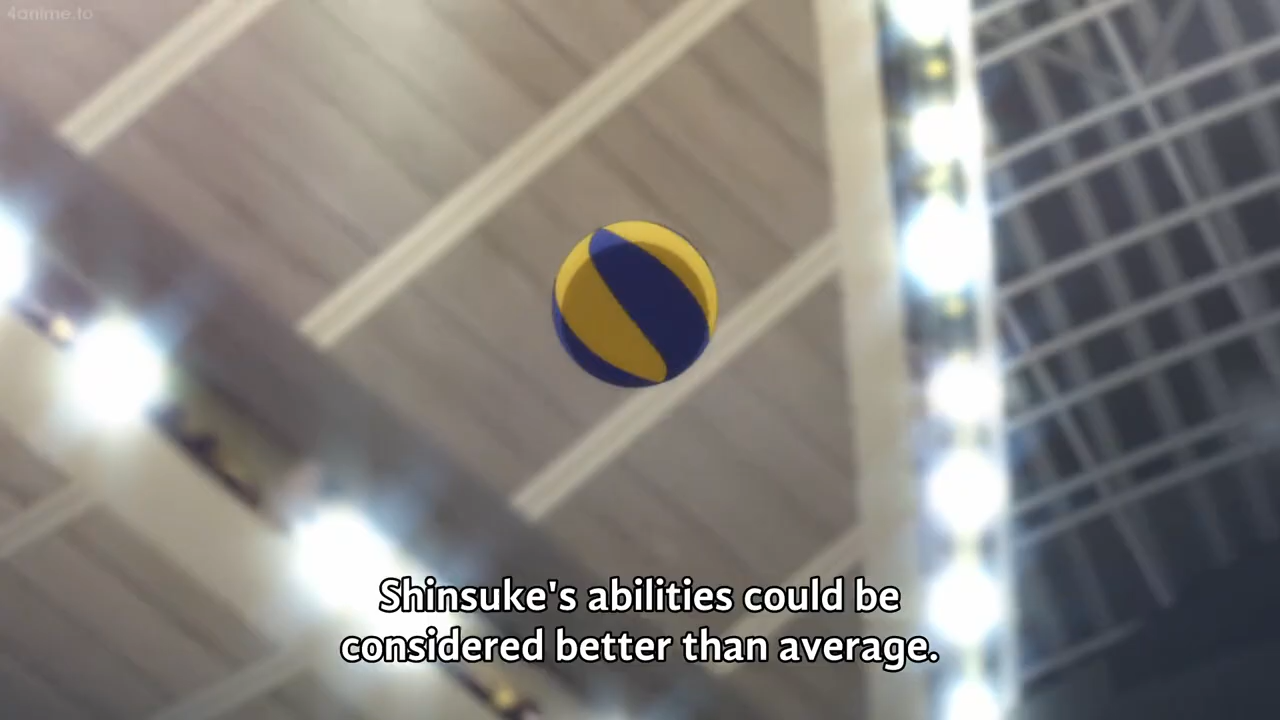 4anime.to
Shinsuke's abilities could be
considered better than average.